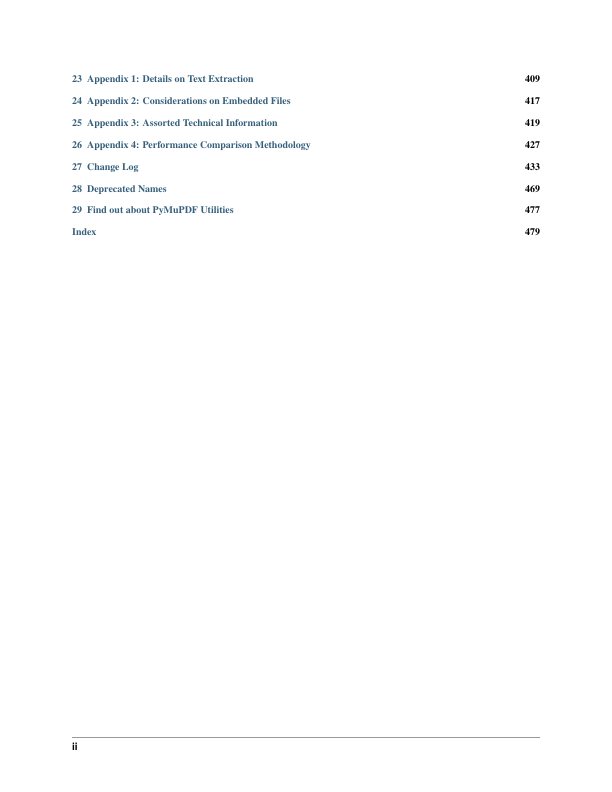 23 Appendix 1: Details on Text Extraction 409
24 Appendix 2: Considerations on Embedded Files 417
25 Appendix 3: Assorted Technical Information 419
26 Appendix 4: Performance Comparison Methodology 427
27 Change Log 433
28 Deprecated Names 469
29 Find out about PyMuPDF Utilities 477
Index 479
ii